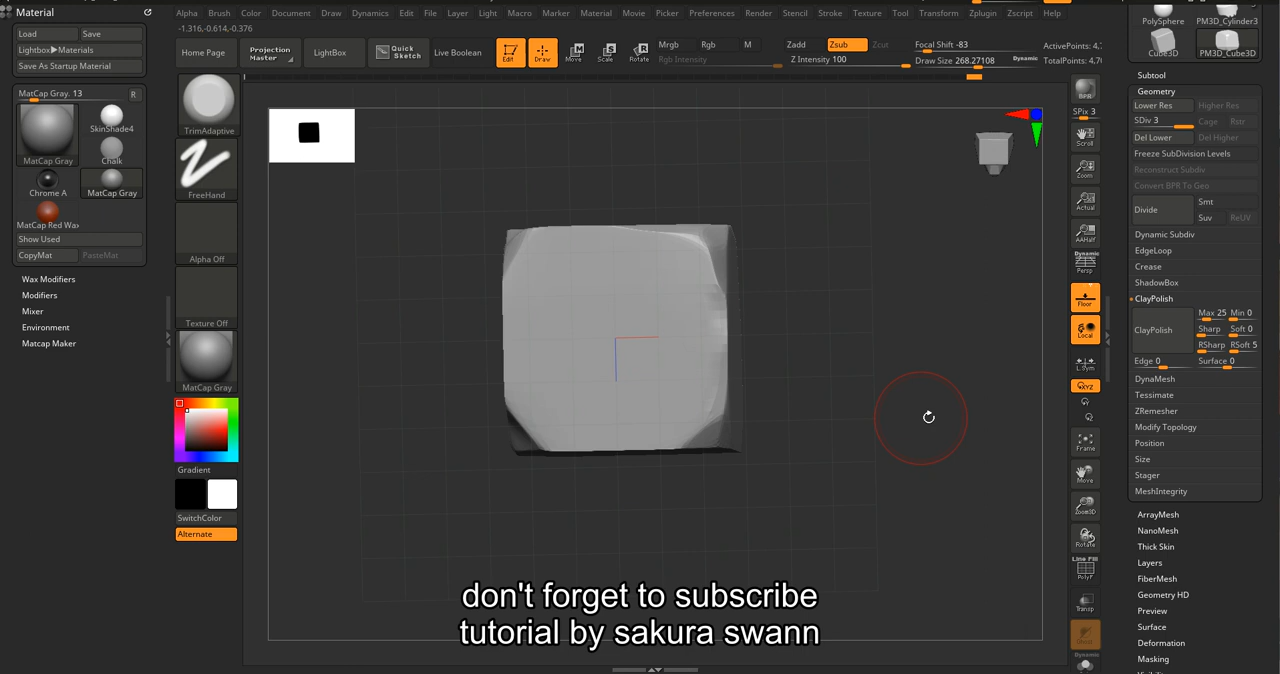 Material
Load
Save
Lightbox▶Materials
Save As Startup Material
MatCap Gray. 13
R
MatCap Gray
SkinShade4
Chalk
Chrome A
MatCap Gray
MatCap Red Wa
Show Used
CopyMat
PasteMat
Wax Modifiers
Modifiers
Mixer
Environment
Matcap Maker
Alpha Brush Color Document Draw Dynamics Edit File Layer Light Macro Marker Material Movie Picker Preferences Render Stencil Stroke Texture Tool Transform Zplugin Zscript Help
-1.316,-0.614,-0.376
Home Page
Projection Master
LightBox
Quick Sketch
Live Boolean
Edit
Draw
Move
Scale
Rotate
Mrgb Rgb M
Rgb Intensity
Zadd Zsub Zcut
Z Intensity 100
Focal Shift -83
Draw Size 268.27108
Dynamic
ActivePoints: 4,
TotalPoints: 4,70
TrimAdaptive
FreeHand
Alpha Off
Texture Off
MatCap Gray
Gradient
SwitchColor
Alternate
BPR
SPix 3
Scroll
Zoom
Actual
AAHalf
Dynamic
Persp
Floor
Local
L.Sym
XYZ
Frame
Move
Zoom3D
Rotate
Line Fill
PolyF
Transp
Dynamic
PolySphere
PM3D_Cylinder3
Cube3D
PM3D_Cube3D
Subtool
Geometry
Lower Res
Higher Res
SDiv 3
Cage
Rstr
Del Lower
Del Higher
Freeze SubDivision Levels
Reconstruct Subdiv
Convert BPR To Geo
Divide
Smt
Suv
ReUV
Dynamic Subdiv
EdgeLoop
Crease
ShadowBox
ClayPolish
ClayPolish
Max 25 Min 0
Sharp Soft 0
RSharp RSoft 5
Edge 0
Surface 0
DynaMesh
Tessimate
ZRemesher
Modify Topology
Position
Size
Stager
MeshIntegrity
ArrayMesh
NanoMesh
Thick Skin
Layers
FiberMesh
Geometry HD
Preview
Surface
Deformation
Masking
don't forget to subscribe
tutorial by sakura swann